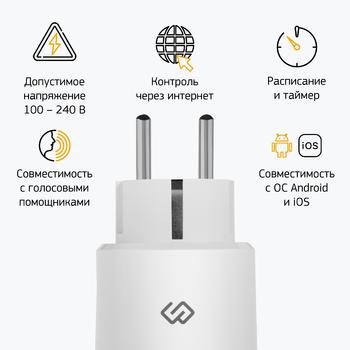 Допустимое
напряжение
100 – 240 В
Контроль
через интернет
Расписание
и таймер
Совместимость
с голосовыми
помощниками
iOS
Совместимость
с ОС Android
и iOS